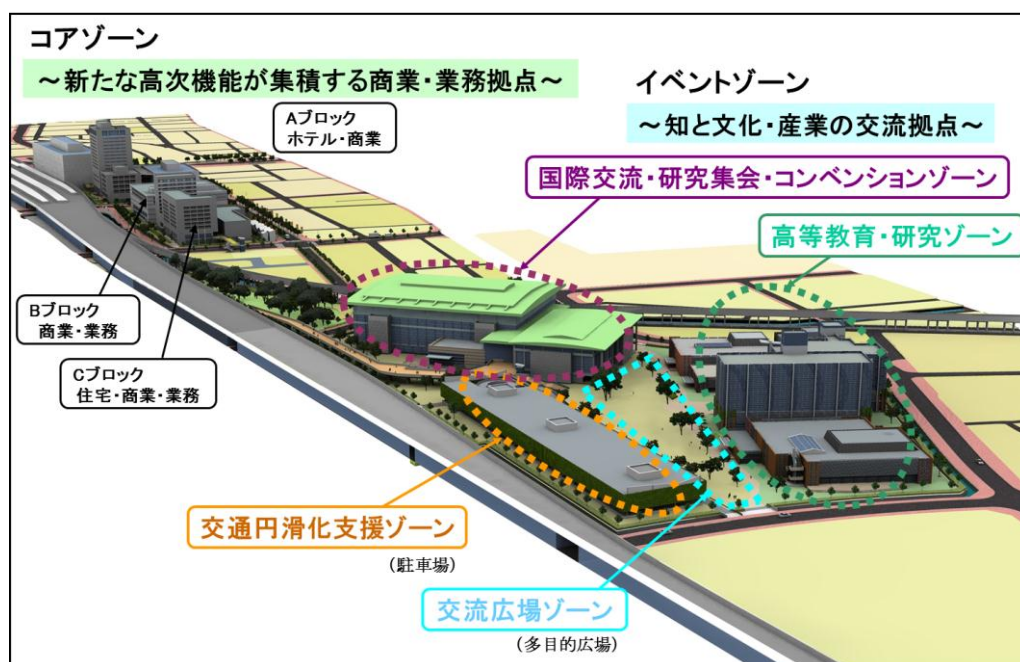 コアゾーン
～新たな高次機能が集積する商業・業務拠点～
Aブロック
ホテル・商業
イベントゾーン
～知と文化・産業の交流拠点～
国際交流・研究集会・コンベンションゾーン
高等教育・研究ゾーン
Bブロック
商業・業務
Cブロック
住宅・商業・業務
交通円滑化支援ゾーン
(駐車場)
交流広場ゾーン
(多目的広場)